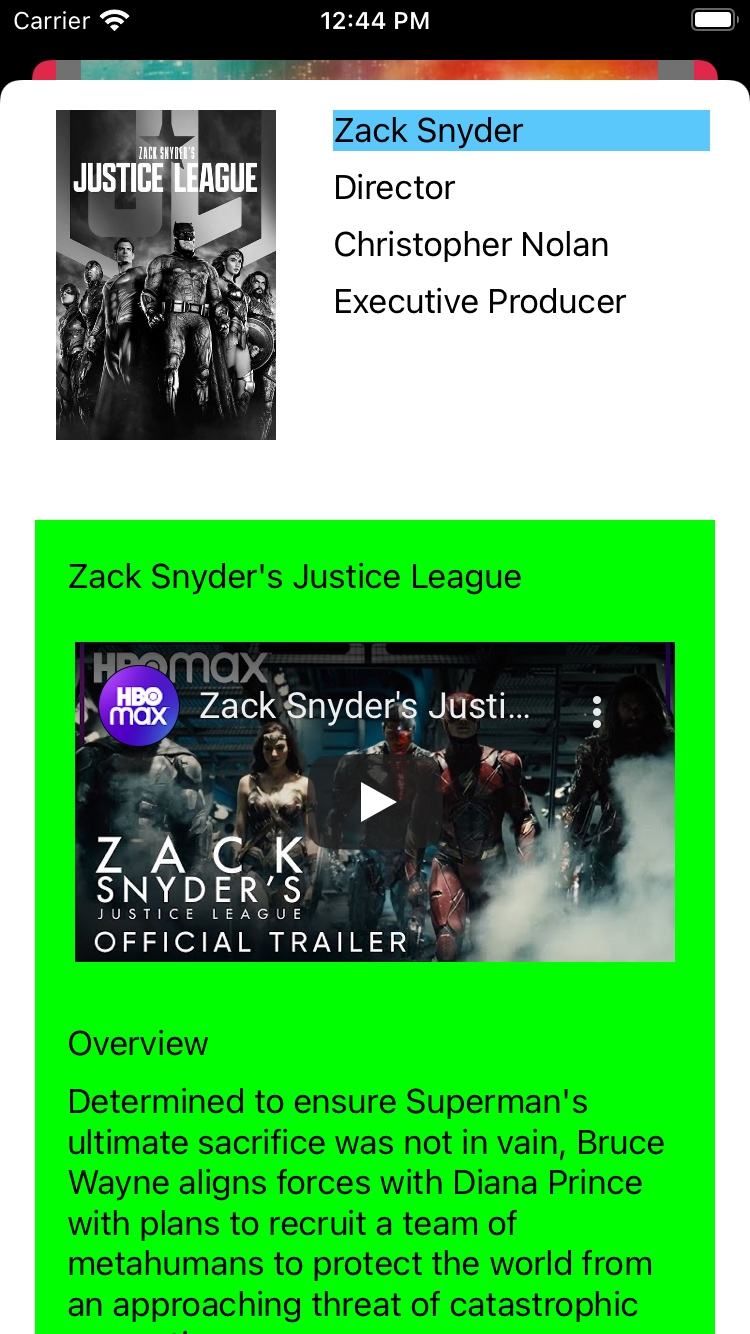 Carrier
12:44 PM
ZACK SNYDER'S
JUSTICE LEAGUE
Zack Snyder
Director
Christopher Nolan
Executive Producer
Zack Snyder's Justice League
HBOmax
HBO
max
Zack Snyder's Justi...
ZACK
SNYDER'S
JUSTICE LEAGUE
OFFICIAL TRAILER
Overview
Determined to ensure Superman's
ultimate sacrifice was not in vain, Bruce
Wayne aligns forces with Diana Prince
with plans to recruit a team of
metahumans to protect the world from
an approaching threat of catastrophic